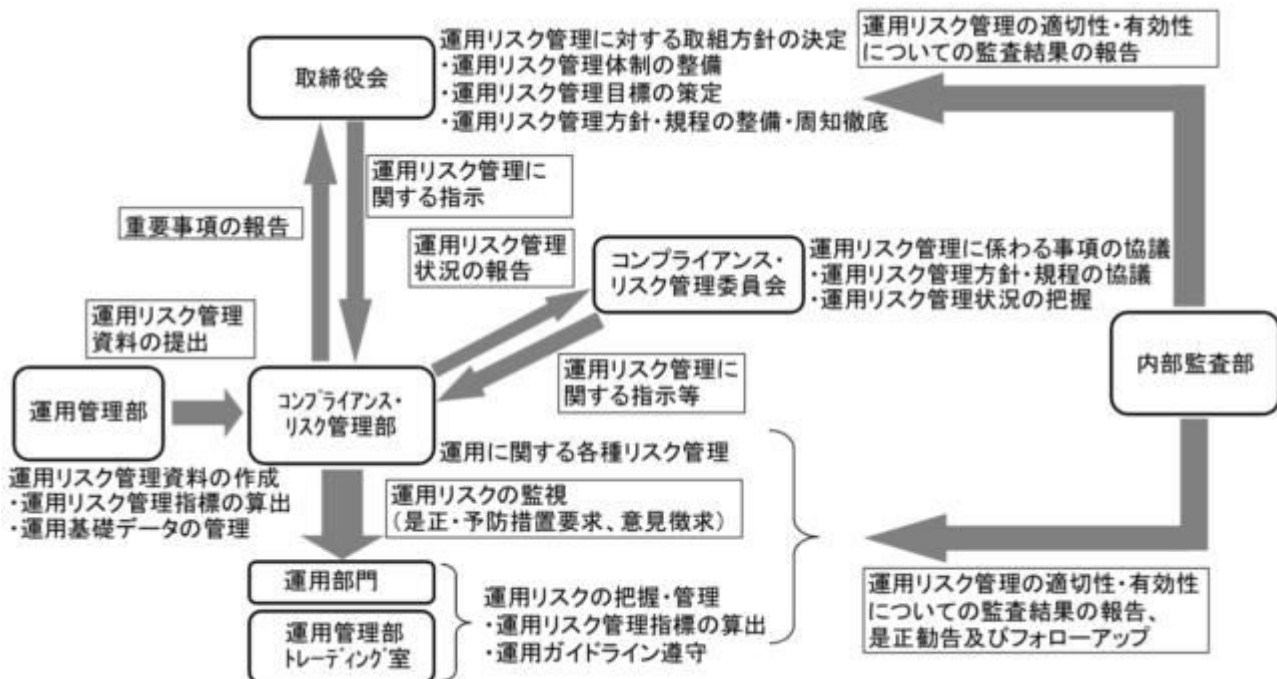 取締役会
運用リスク管理に対する取組方針の決定
・運用リスク管理体制の整備
・運用リスク管理目標の策定
・運用リスク管理方針・規程の整備・周知徹底
運用リスク管理の適切性・有効性
についての監査結果の報告
運用リスク管理に
関する指示
重要事項の報告
運用リスク管理
状況の報告
コンプライアンス・
リスク管理委員会
運用リスク管理に係わる事項の協議
・運用リスク管理方針・規程の協議
・運用リスク管理状況の把握
運用リスク管理
資料の提出
運用リスク管理に
関する指示等
内部監査部
運用管理部
コンプライアンス・
リスク管理部
運用に関する各種リスク管理
運用リスク管理資料の作成
・運用リスク管理指標の算出
・運用基礎データの管理
運用リスクの監視
（是正・予防措置要求、意見徴求）
運用部門
運用管理部
トレーディング室
運用リスクの把握・管理
・運用リスク管理指標の算出
・運用ガイドライン遵守
運用リスク管理の適切性・有効性
についての監査結果の報告、
是正勧告及びフォローアップ